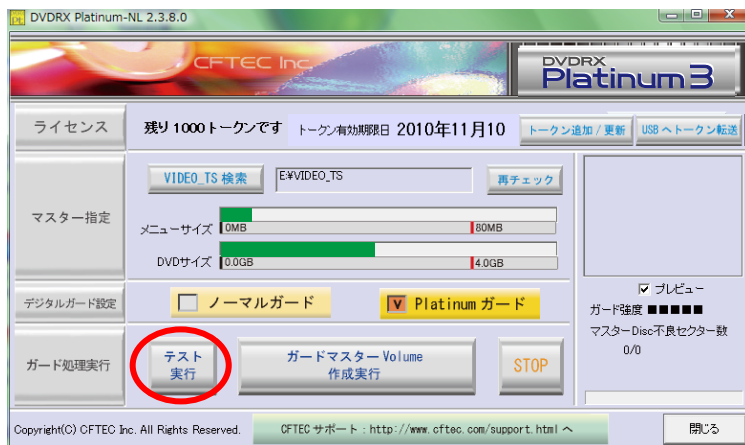 DVDRX Platinum-NL 2.3.8.0
CFTEC Inc.
DVDRX
Platinum3
ライセンス
残り 1000トークンです トークン有効期限日 2010年11月10
トークン追加 / 更新
USB へトークン転送
マスター指定
VIDEO_TS 検索
E:¥VIDEO_TS
再チェック
メニューサイズ 0MB 80MB
DVDサイズ 0.0GB 4.0GB
デジタルガード設定
ノーマルガード
V Platinum ガード
プレビュー
ガード強度 ■■■■■
マスターDisc不良セクター数
0/0
ガード処理実行
テスト
実行
ガードマスター Volume
作成実行
STOP
Copyright(C) CFTEC Inc. All Rights Reserved.
CFTEC サポート : http://www.cftec.com/support.html へ
閉じる